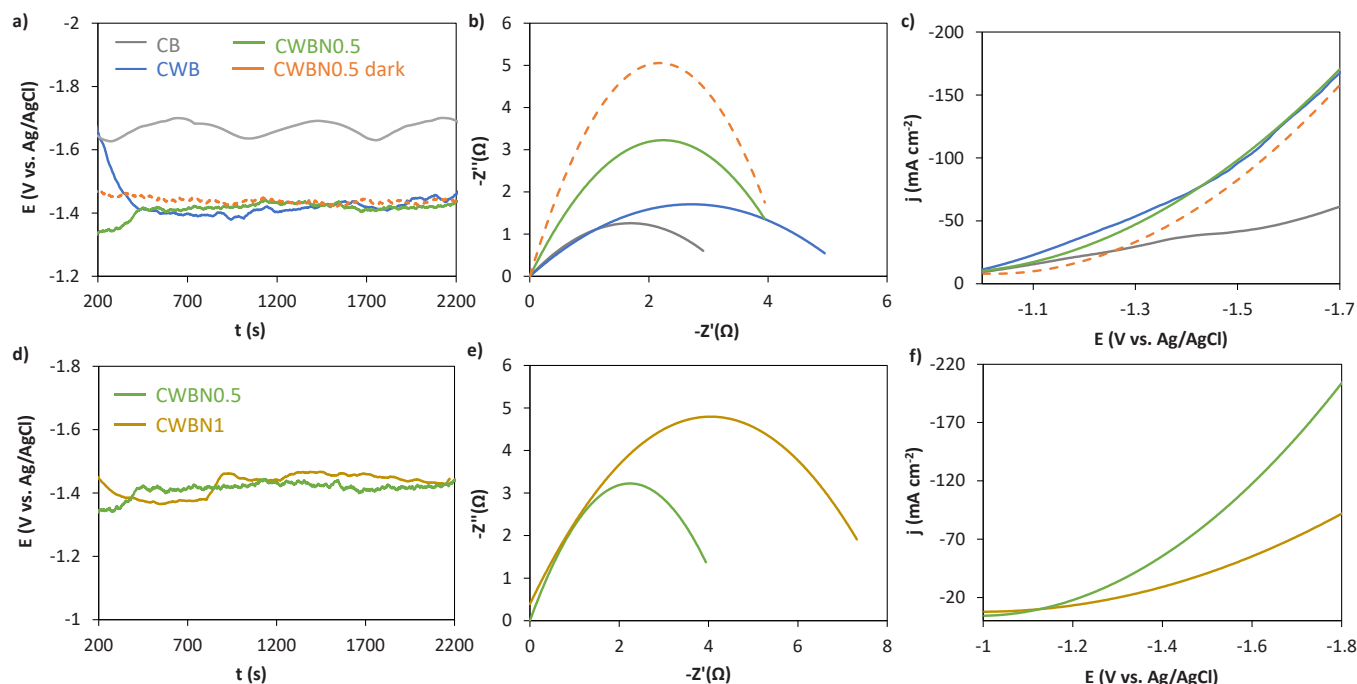 a)
E (V vs. Ag/AgCl)
-2
-1.8
-1.6
-1.4
-1.2
200
700
1200
1700
2200
t (s)
CB
CWBN0.5
CWB
CWBN0.5 dark
b)
-Z''(Ω)
6
5
4
3
2
1
0
0
2
4
6
-Z'(Ω)
c)
j (mA cm⁻²)
-200
-150
-100
-50
0
-1.1
-1.3
-1.5
-1.7
E (V vs. Ag/AgCl)
d)
E (V vs. Ag/AgCl)
-1.8
-1.6
-1.4
-1.2
-1
200
700
1200
1700
2200
t (s)
CWBN0.5
CWBN1
e)
-Z''(Ω)
6
5
4
3
2
1
0
0
2
4
6
8
-Z'(Ω)
f)
j (mA cm⁻²)
-220
-170
-120
-70
-20
-1
-1.2
-1.4
-1.6
-1.8
E (V vs. Ag/AgCl)